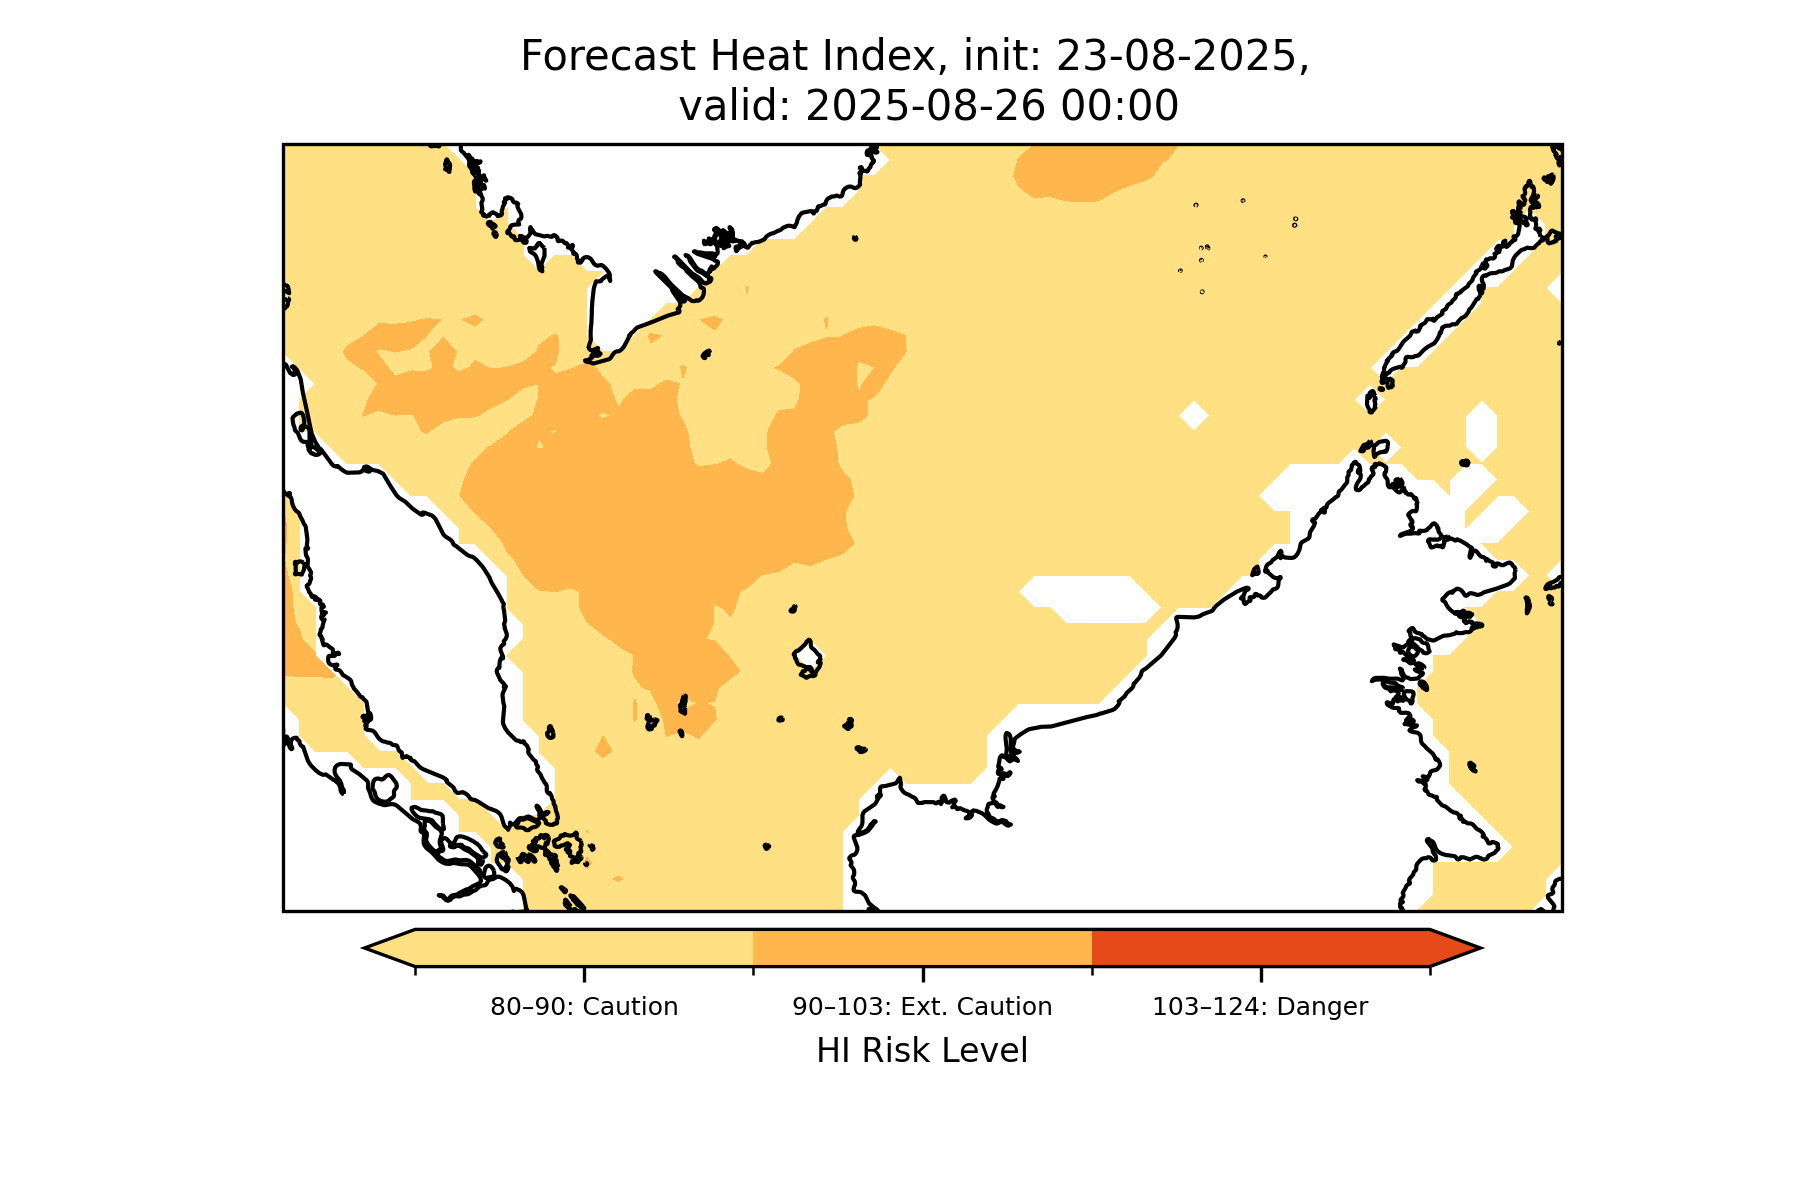 Forecast Heat Index, init: 23-08-2025,
valid: 2025-08-26 00:00
80–90: Caution
90–103: Ext. Caution
103–124: Danger
HI Risk Level